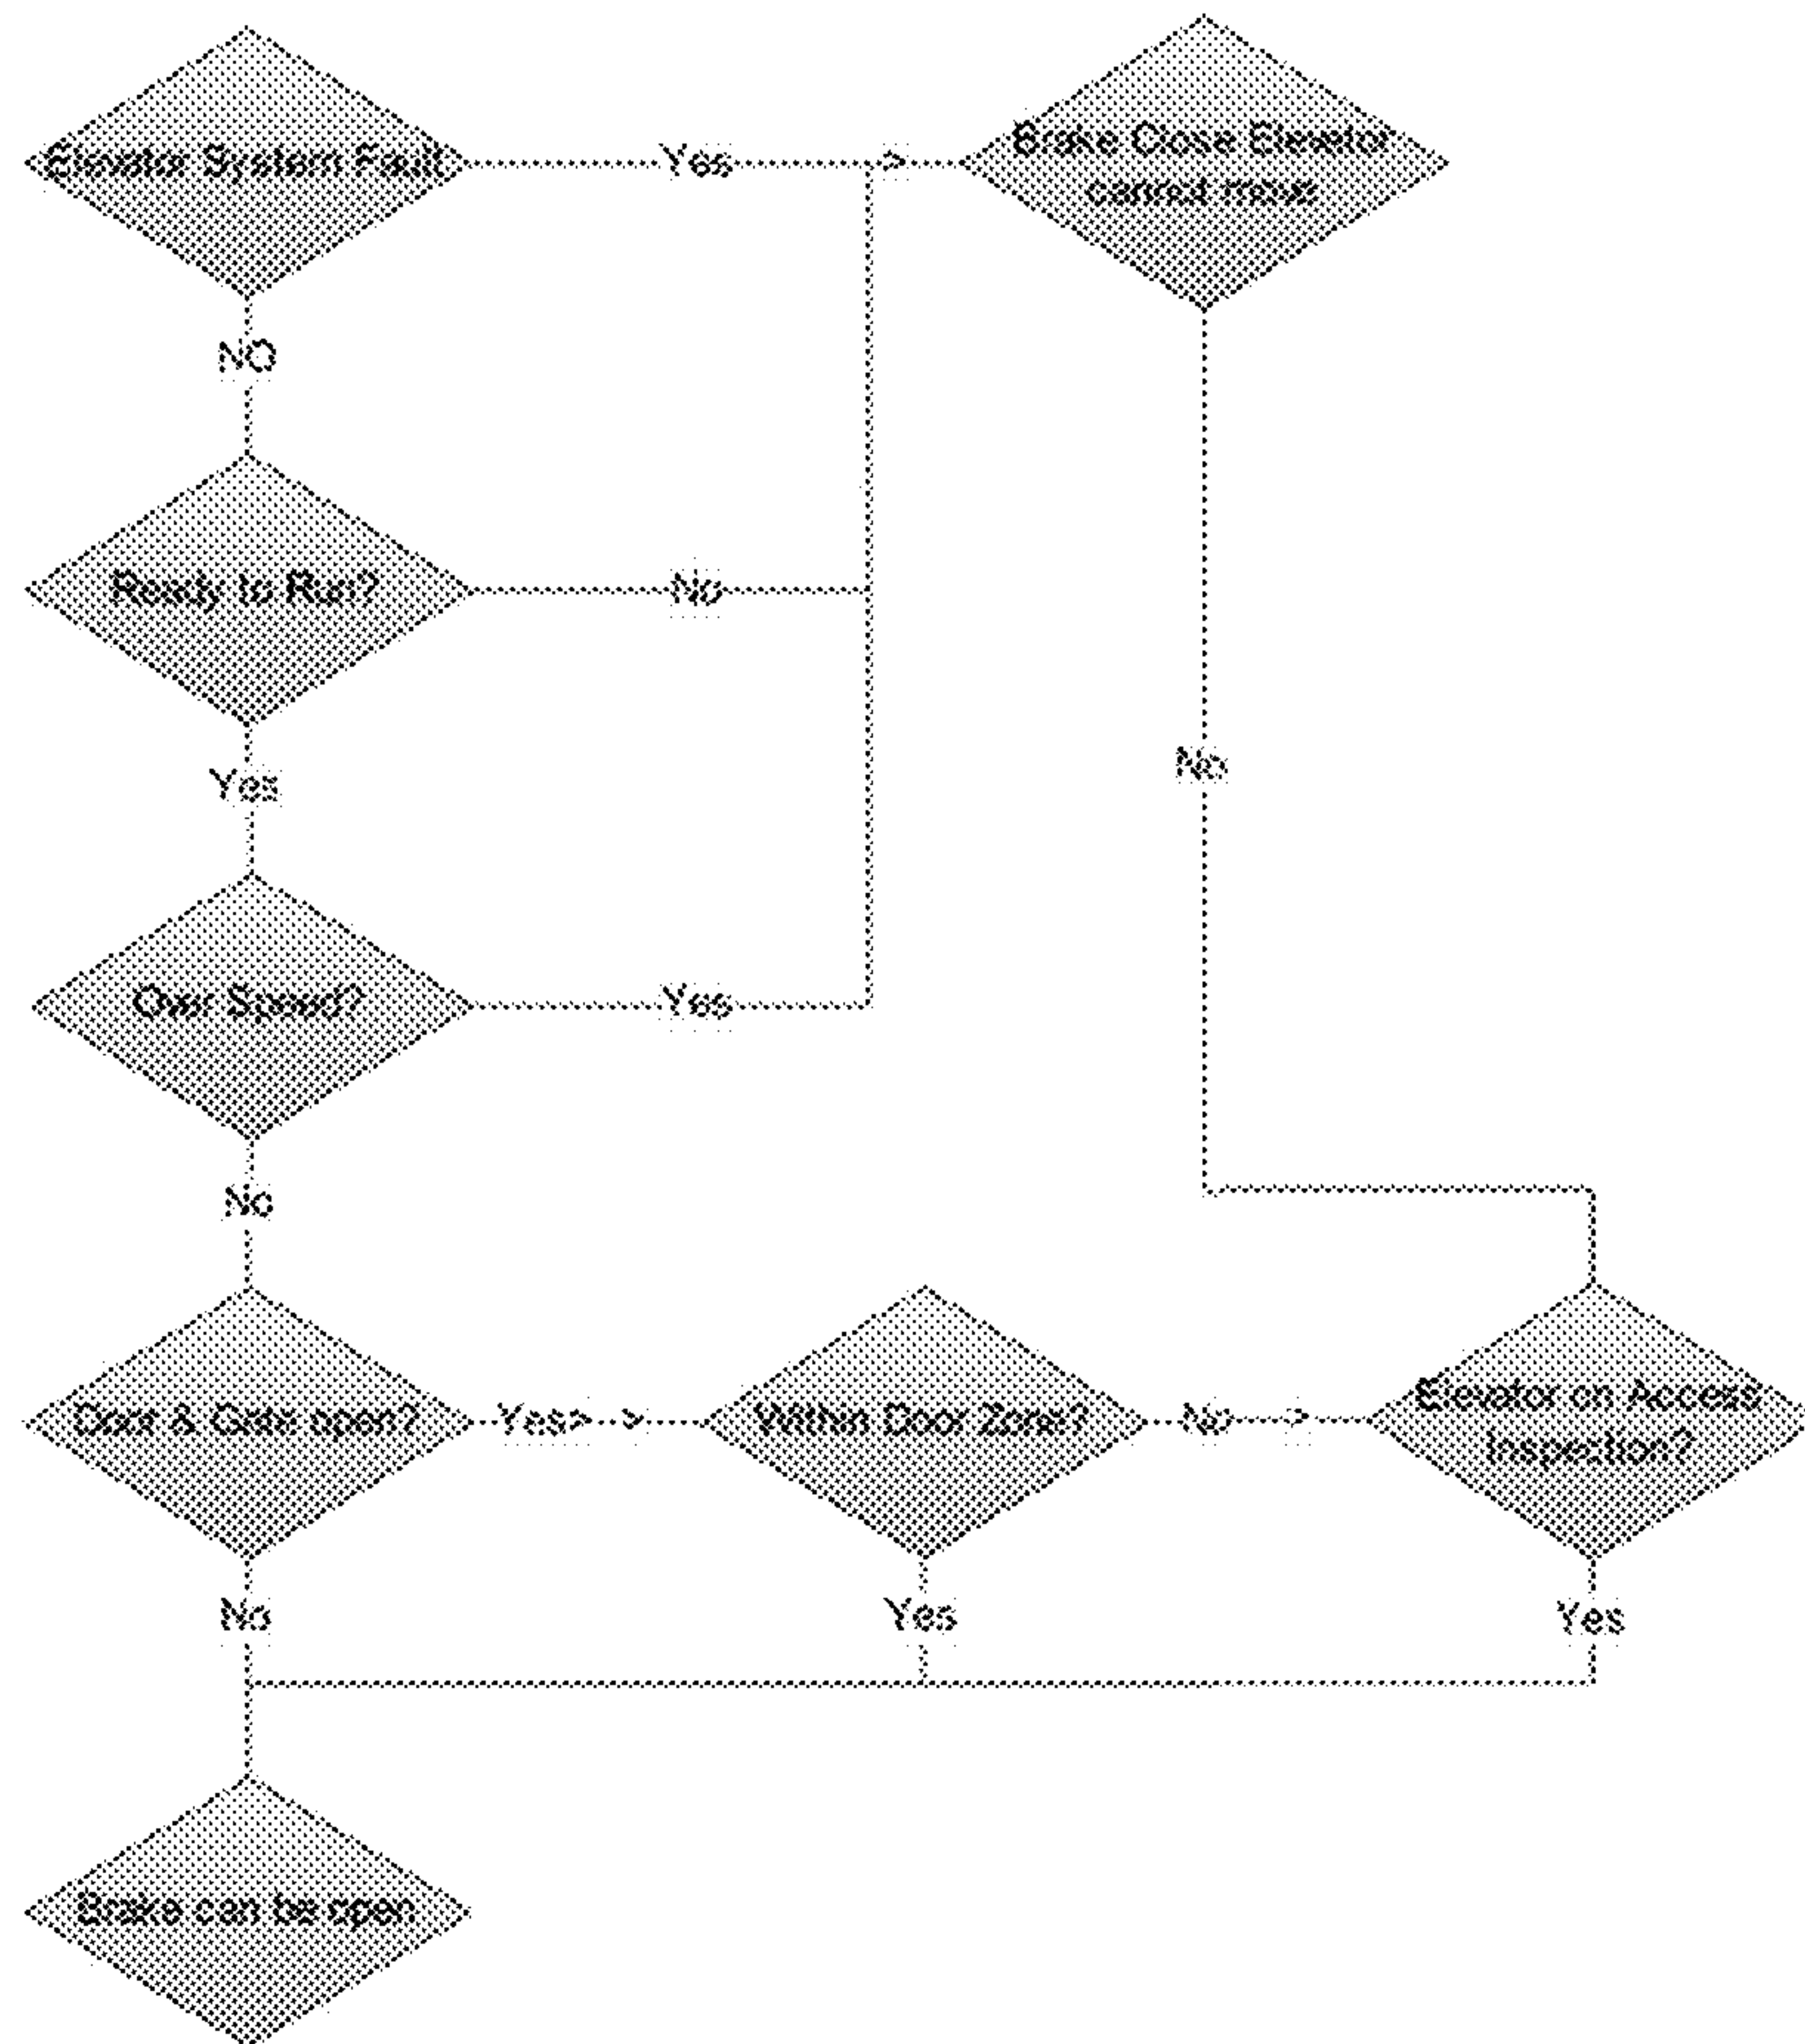 Elevator System Fault
Yes
>
Brake Close Elevator
cannot move
NO
Ready to Run?
No
Yes
No
Over Speed?
Yes
No
Door & Gate open?
Yes>
>
Within Door Zone?
No
>
Elevator on Access
Inspection?
No
Yes
Yes
Brake can be open